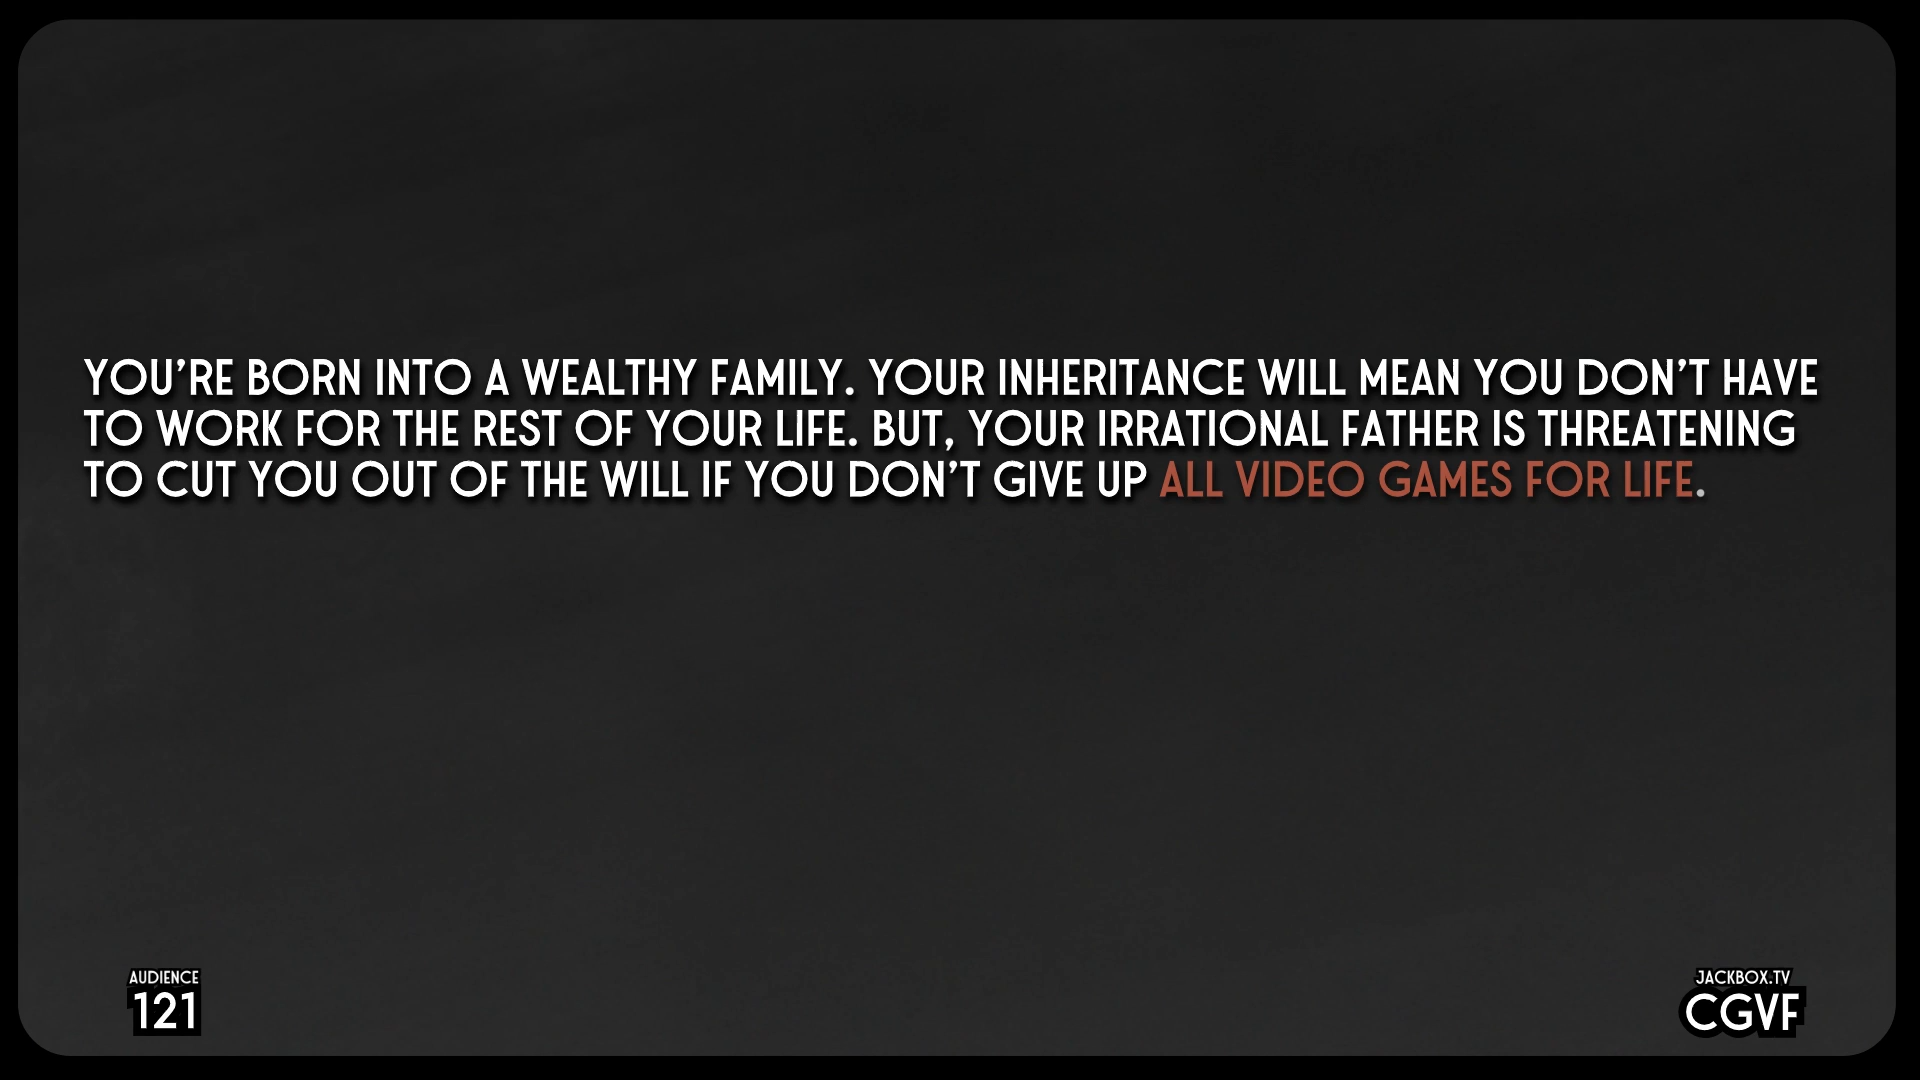 YOU'RE BORN INTO A WEALTHY FAMILY. YOUR INHERITANCE WILL MEAN YOU DON'T HAVE
TO WORK FOR THE REST OF YOUR LIFE. BUT, YOUR IRRATIONAL FATHER IS THREATENING
TO CUT YOU OUT OF THE WILL IF YOU DON'T GIVE UP ALL VIDEO GAMES FOR LIFE.
AUDIENCE
121
JACKBOX.TV
CGVF